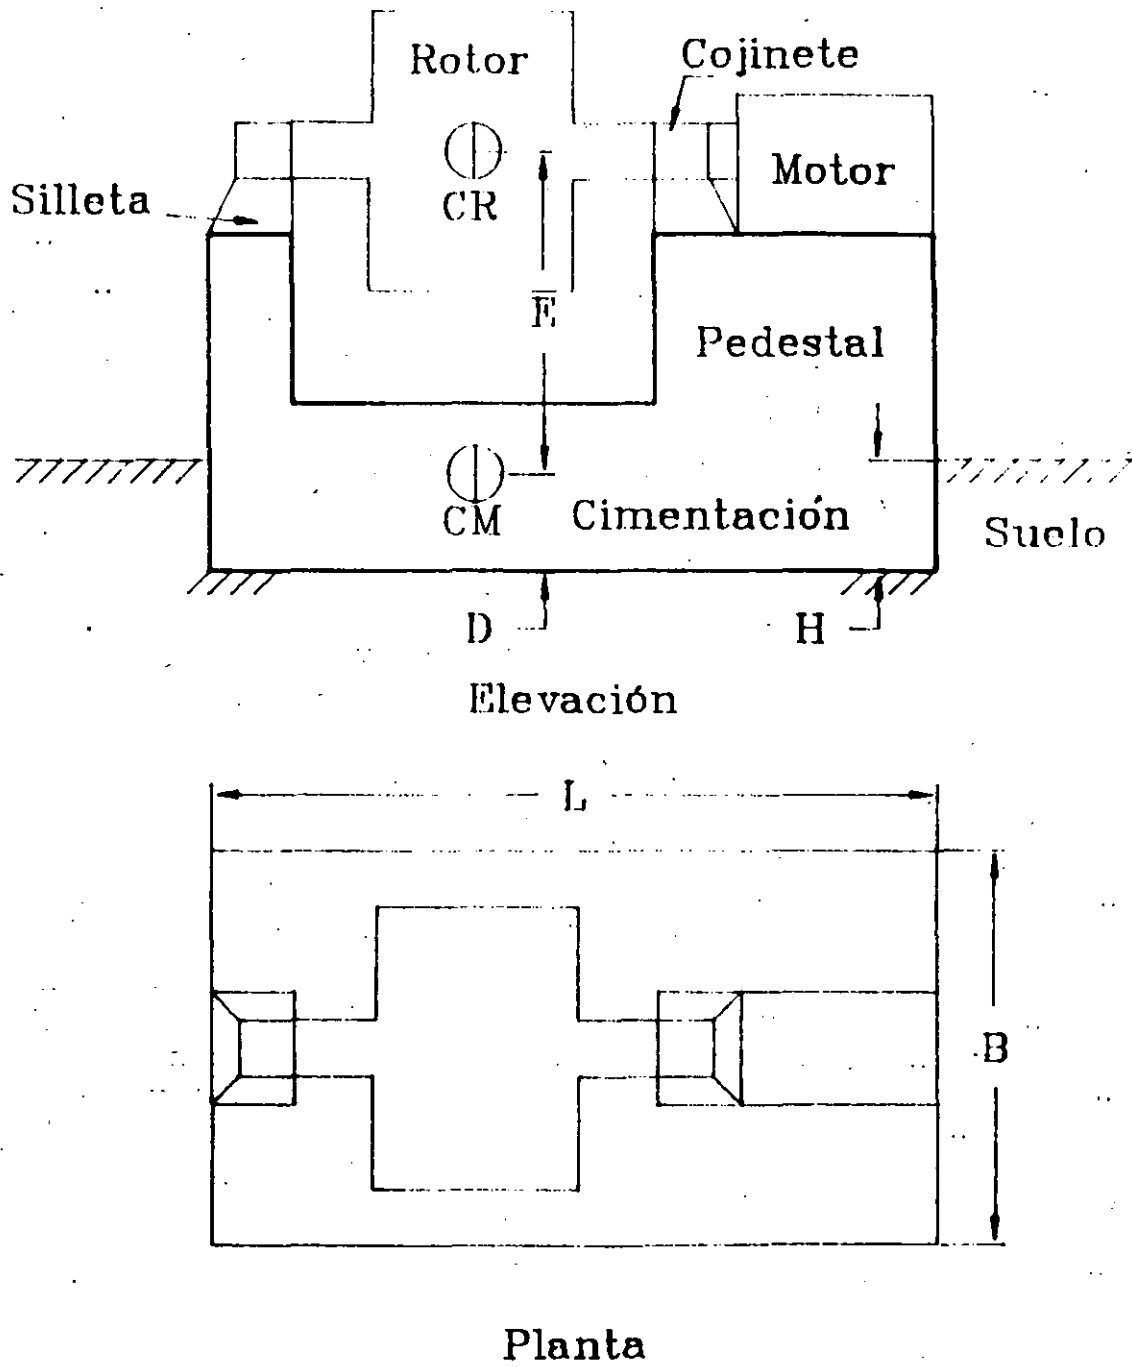 Rotor
Cojinete
Motor
Silleta
CR
E
Pedestal
CM
Cimentación
Suelo
D
H
Elevación
L
B
Planta